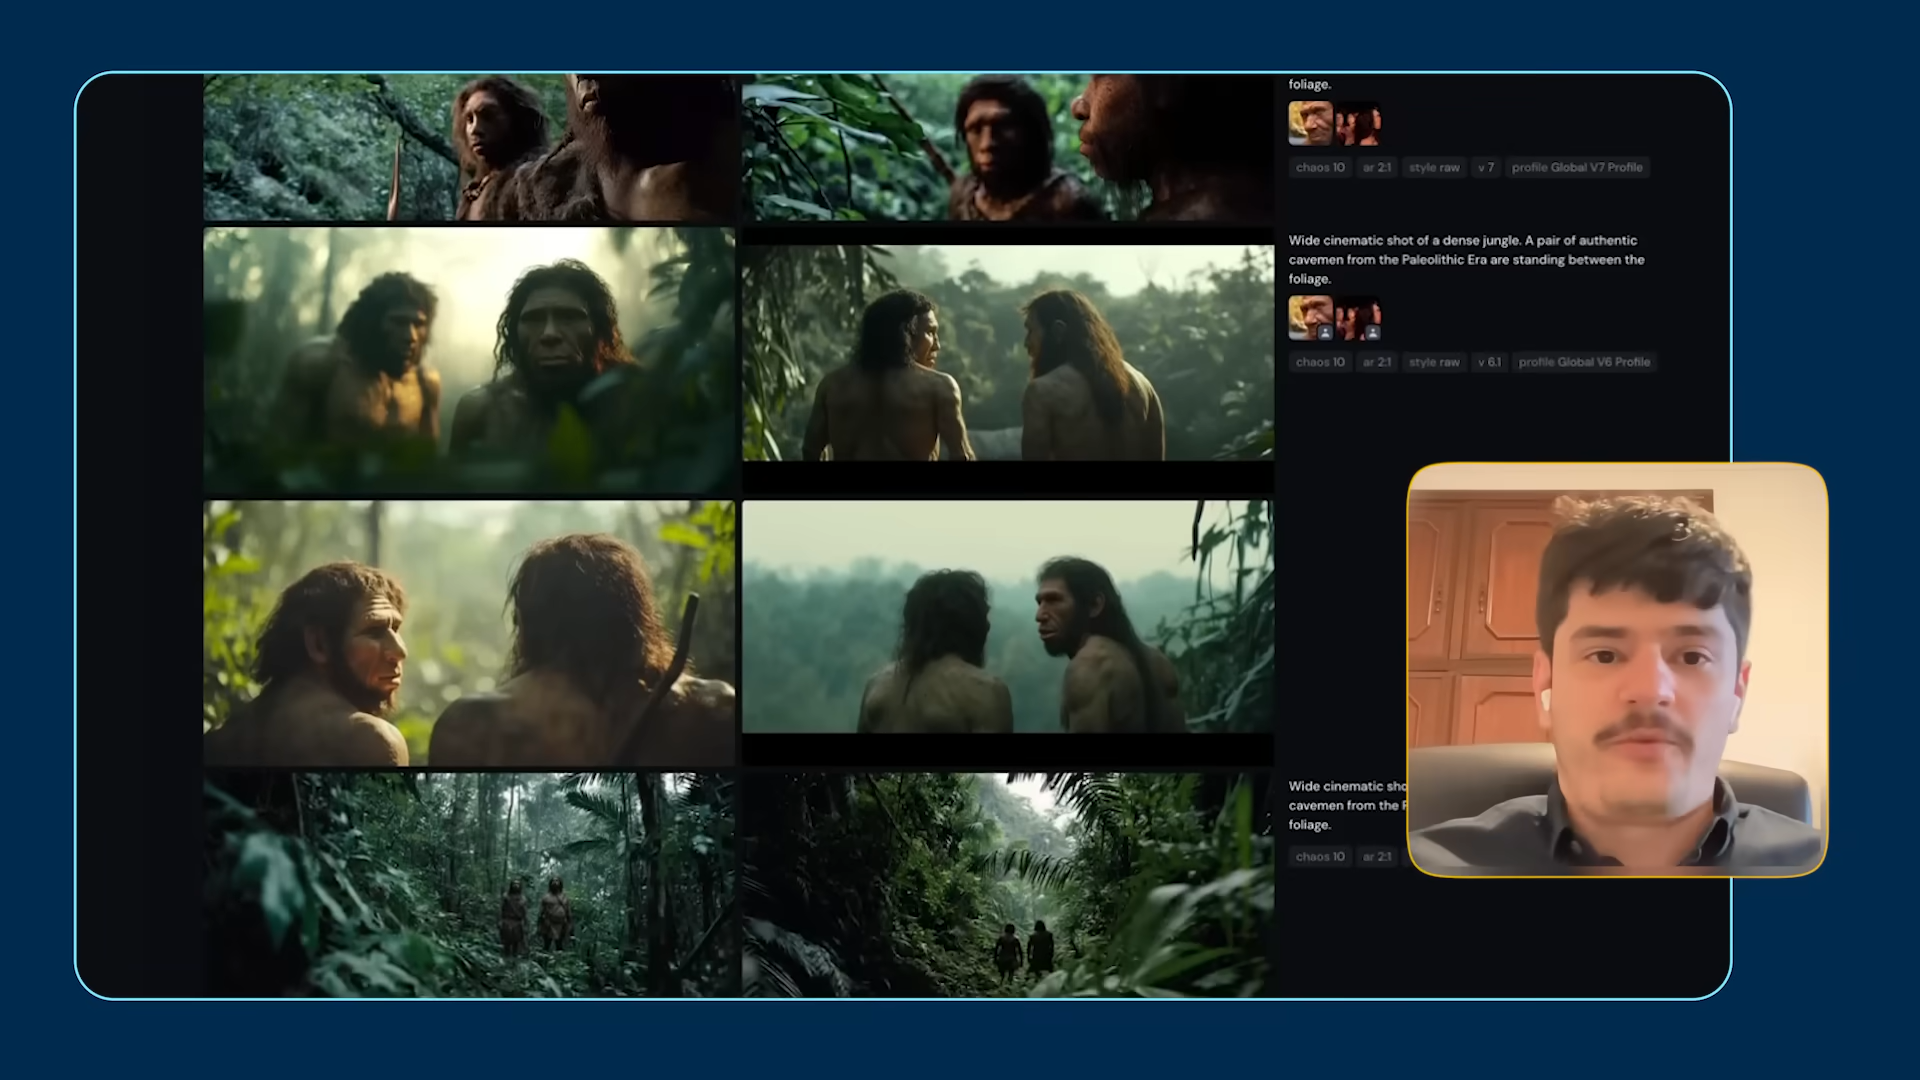 foliage.
chaos 10 ar 2:1 style raw v 7 profile Global V7 Profile
Wide cinematic shot of a dense jungle. A pair of authentic
cavemen from the Paleolithic Era are standing between the
foliage.
chaos 10 ar 2:1 style raw v 6.1 profile Global V6 Profile
Wide cinematic sho
cavemen from the
foliage.
chaos 10 ar 2:1